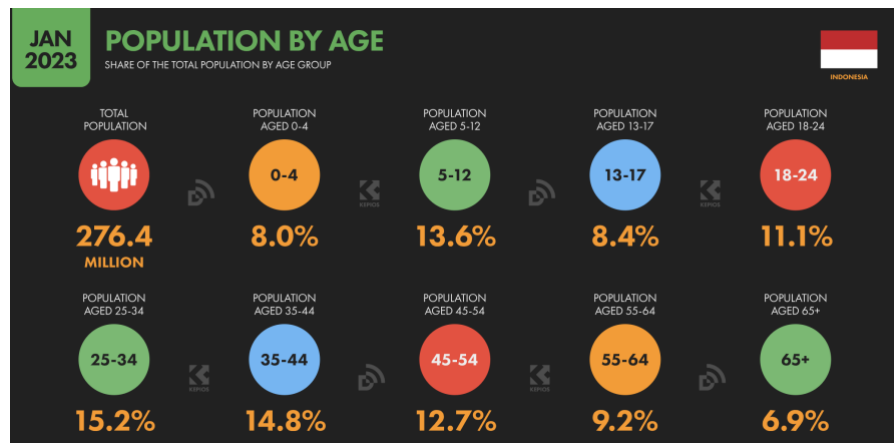 JAN
2023
POPULATION BY AGE
SHARE OF THE TOTAL POPULATION BY AGE GROUP
INDONESIA
TOTAL
POPULATION
276.4
MILLION
POPULATION
AGED 0-4
0-4
8.0%
KEPIOS
POPULATION
AGED 5-12
5-12
13.6%
POPULATION
AGED 13-17
13-17
8.4%
KEPIOS
POPULATION
AGED 18-24
18-24
11.1%
POPULATION
AGED 25-34
25-34
15.2%
KEPIOS
POPULATION
AGED 35-44
35-44
14.8%
POPULATION
AGED 45-54
45-54
12.7%
KEPIOS
POPULATION
AGED 55-64
55-64
9.2%
POPULATION
AGED 65+
65+
6.9%